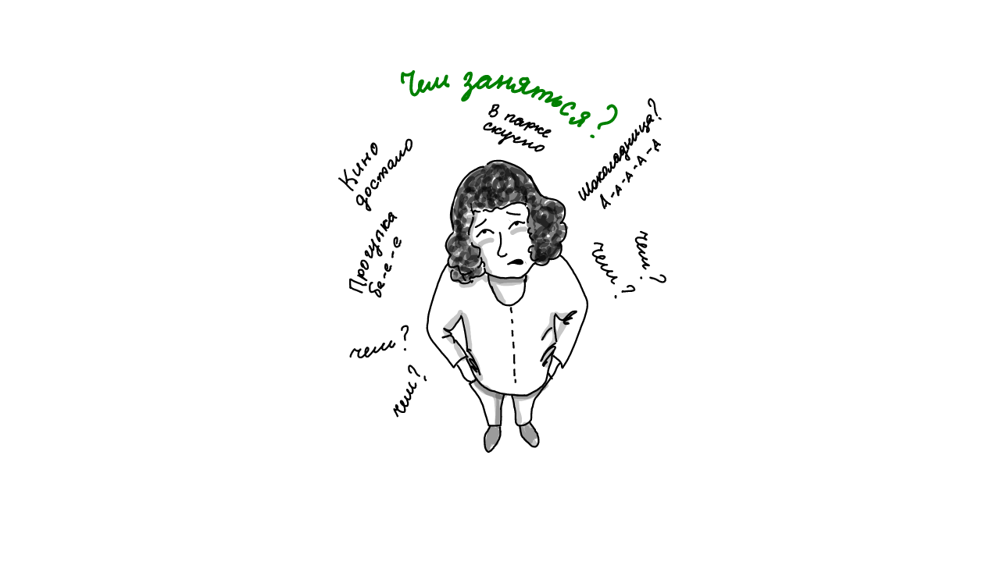 Чем заняться?
В парке
скучно
Шоколадница?
А-А-А-А-А
Кино
достало
Прогулка
бе-е-е
чем?
чем?
чем?
чем?